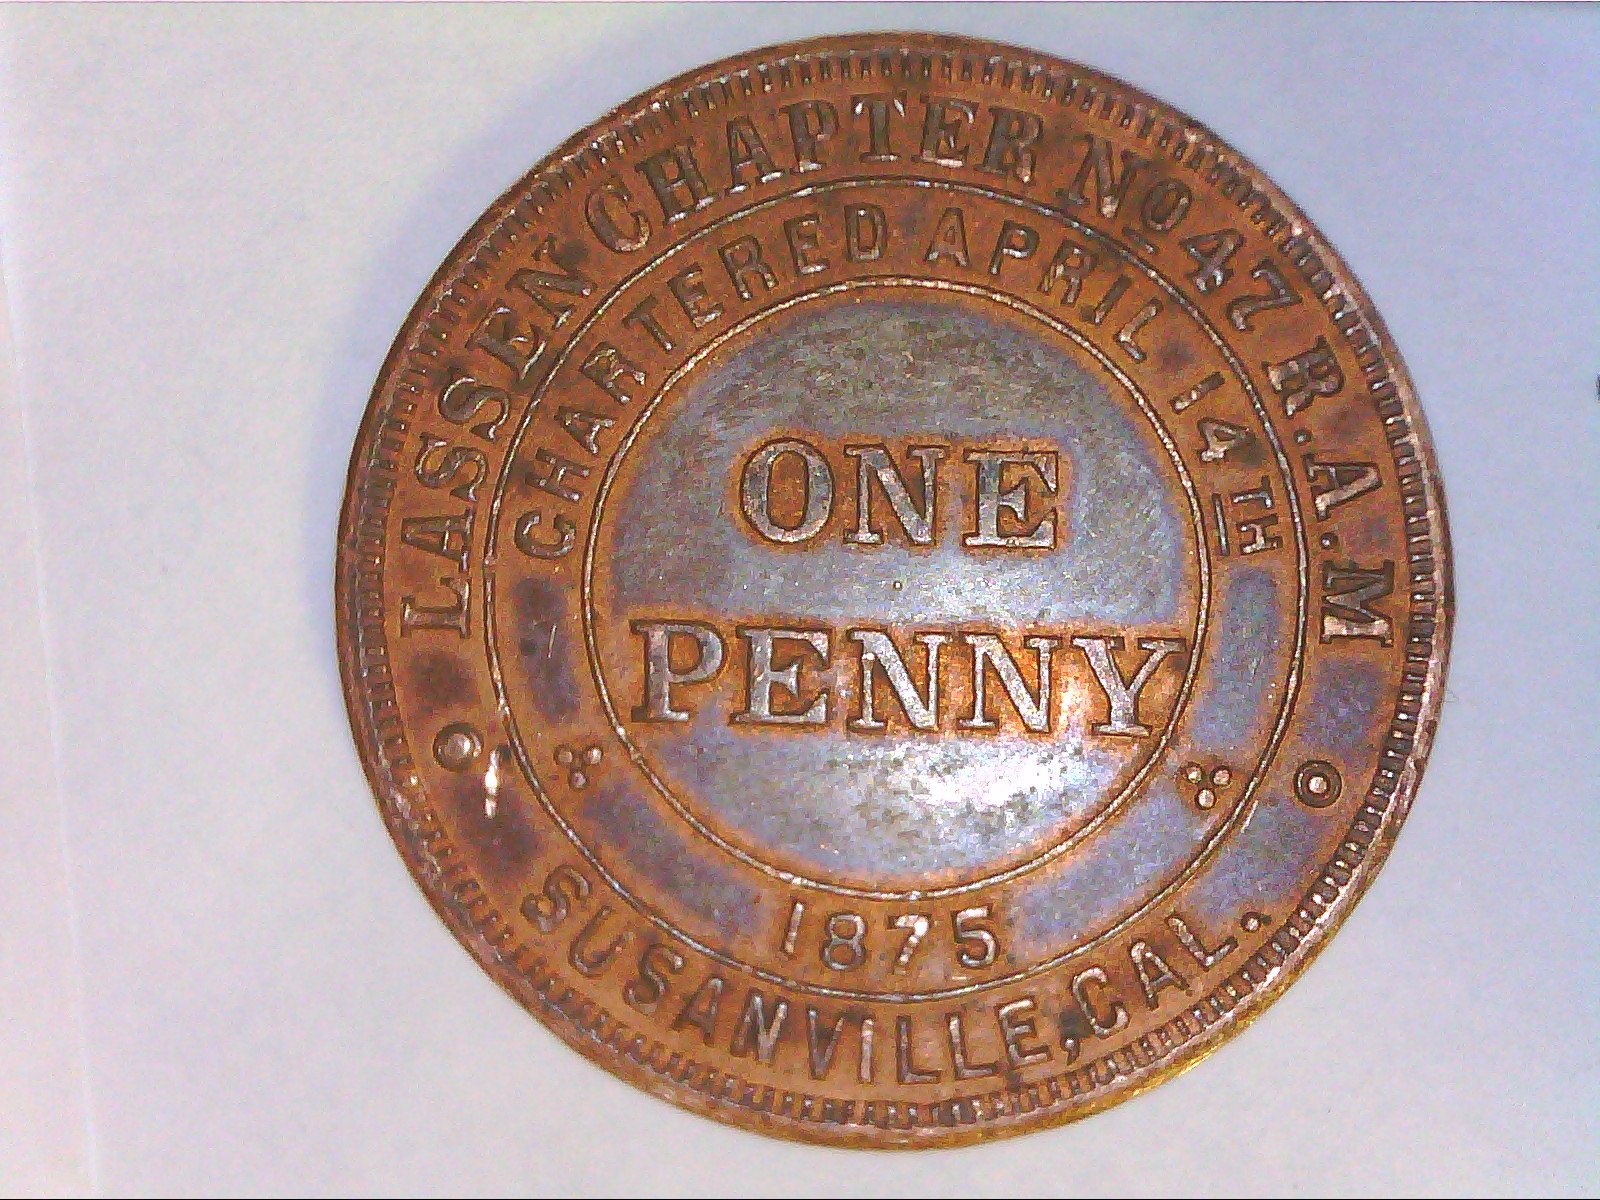 LASSEN CHAPTER No 47 R.A.M
CHARTERED APRIL 14TH
ONE
PENNY
1875
SUSANVILLE, CAL.